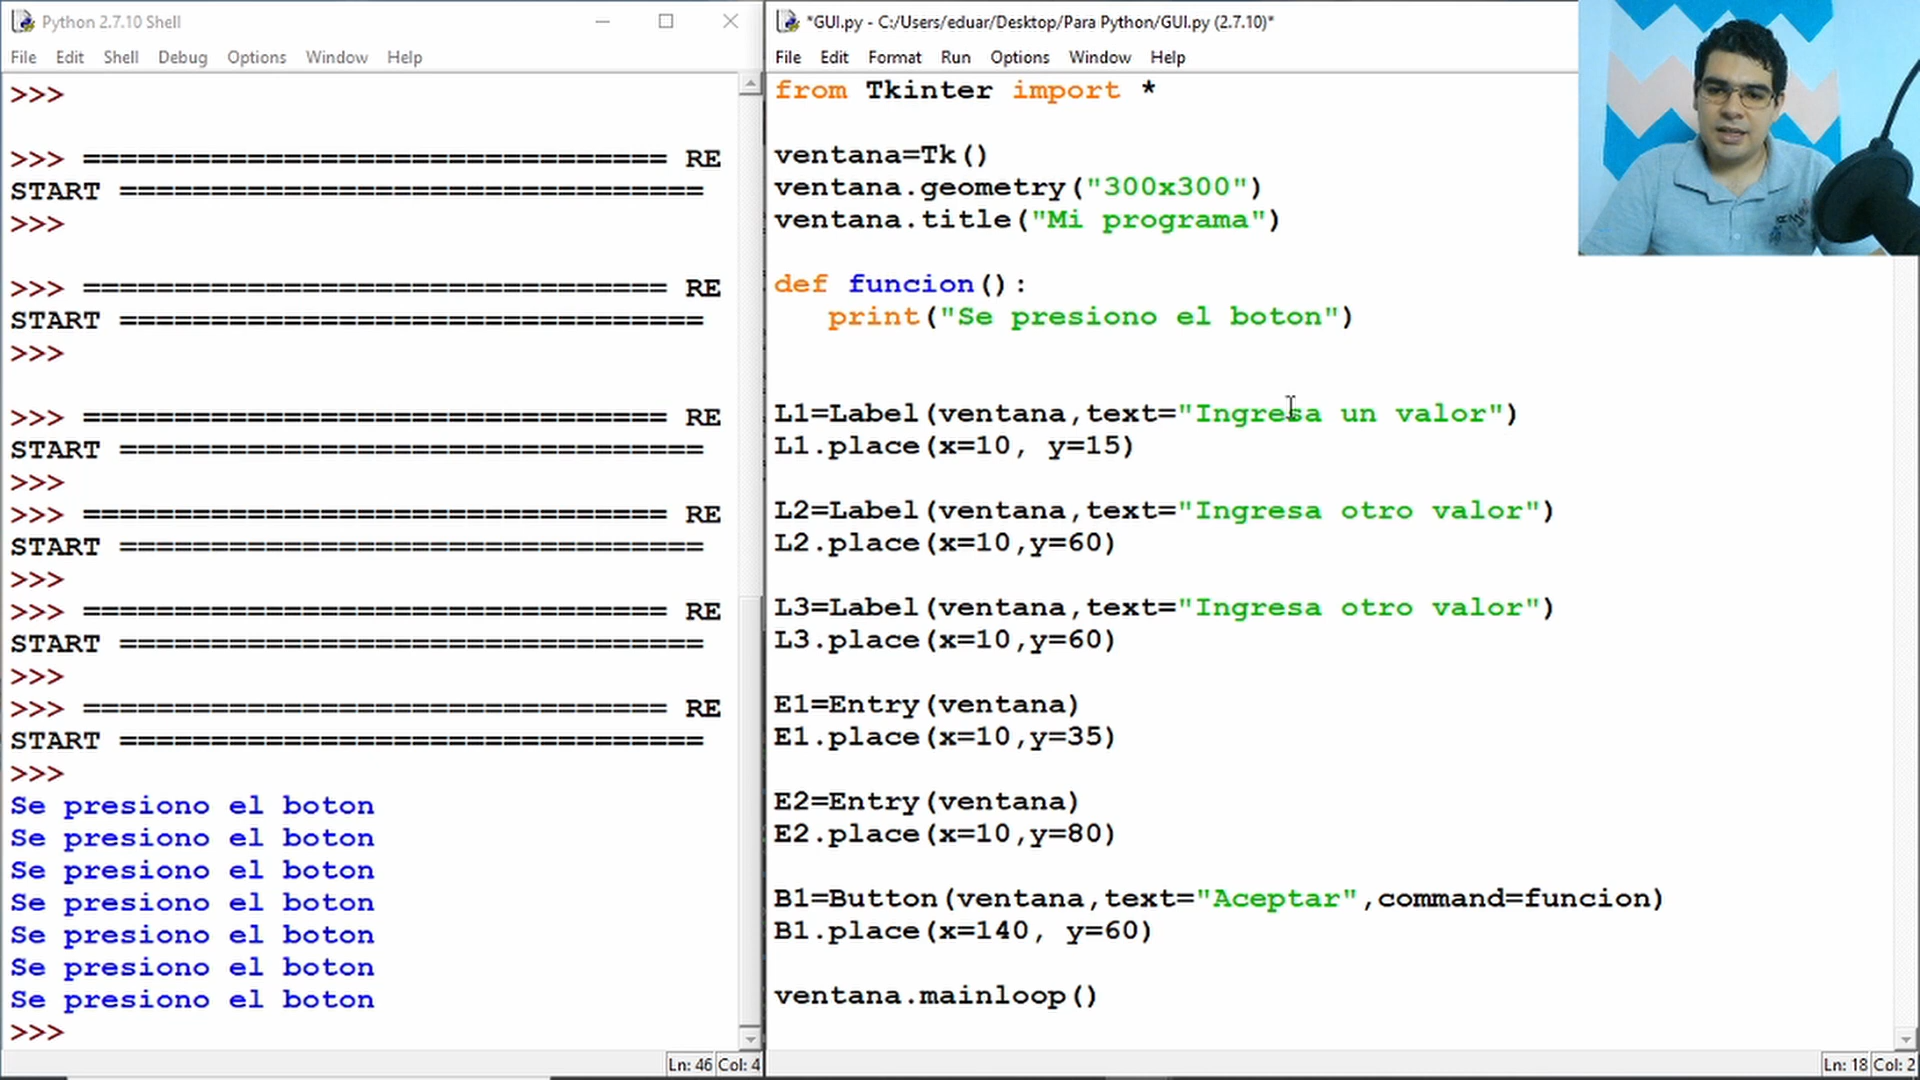 Python 2.7.10 Shell
File Edit Shell Debug Options Window Help
>>>
>>> ================================ RE
START ================================
>>>
>>> ================================ RE
START ================================
>>>
>>> ================================ RE
START ================================
>>>
>>> ================================ RE
START ================================
>>>
>>> ================================ RE
START ================================
>>>
>>> ================================ RE
START ================================
>>>
Se presiono el boton
Se presiono el boton
Se presiono el boton
Se presiono el boton
Se presiono el boton
Se presiono el boton
Se presiono el boton
>>>
Ln: 46 Col: 4
*GUI.py - C:/Users/eduar/Desktop/Para Python/GUI.py (2.7.10)*
File Edit Format Run Options Window Help
from Tkinter import *
ventana=Tk()
ventana.geometry("300x300")
ventana.title("Mi programa")
def funcion():
print("Se presiono el boton")
L1=Label(ventana,text="Ingresa un valor")
L1.place(x=10, y=15)
L2=Label(ventana,text="Ingresa otro valor")
L2.place(x=10,y=60)
L3=Label(ventana,text="Ingresa otro valor")
L3.place(x=10,y=60)
E1=Entry(ventana)
E1.place(x=10,y=35)
E2=Entry(ventana)
E2.place(x=10,y=80)
B1=Button(ventana,text="Aceptar",command=funcion)
B1.place(x=140, y=60)
ventana.mainloop()
Ln: 18 Col: 2